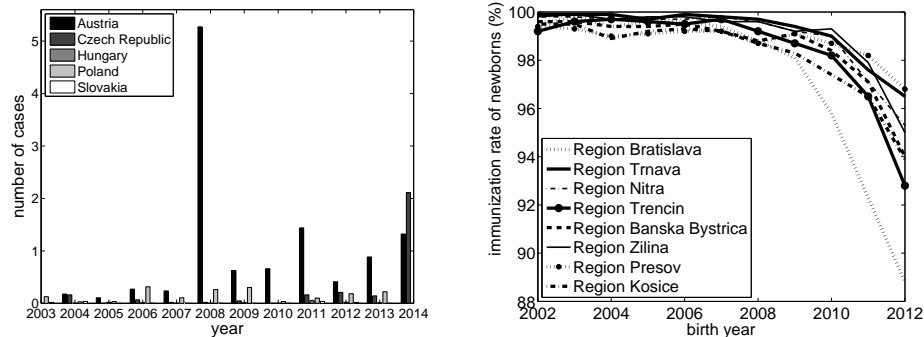 Austria
Czech Republic
Hungary
Poland
Slovakia
number of cases
5
4
3
2
1
0
2003 2004 2005 2006 2007 2008 2009 2010 2011 2012 2013 2014
year
immunization rate of newborns (%)
100
98
96
94
92
90
88
Region Bratislava
Region Trnava
Region Nitra
Region Trencin
Region Banska Bystrica
Region Zilina
Region Presov
Region Kosice
2002 2004 2006 2008 2010 2012
birth year